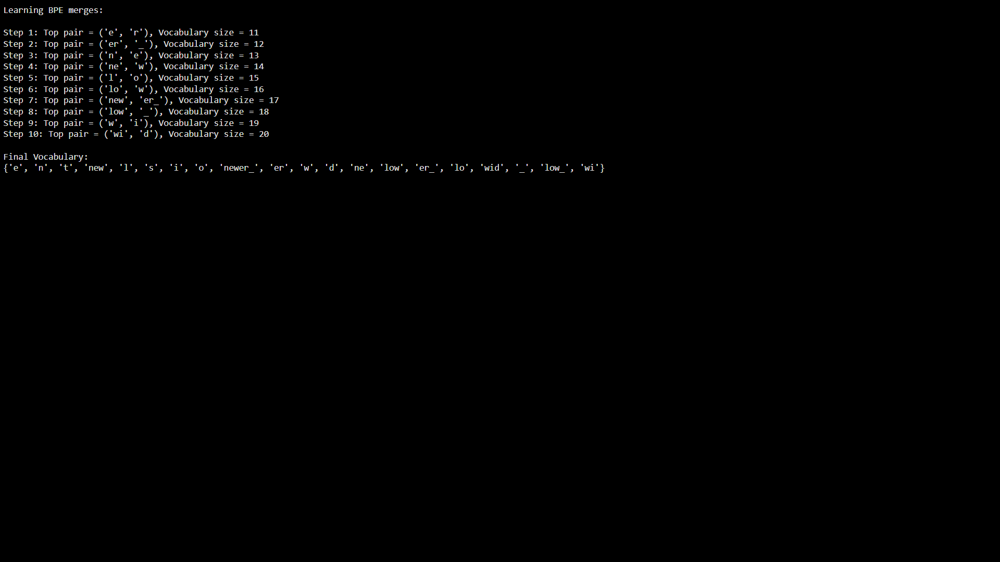 Learning BPE merges:
Step 1: Top pair = ('e', 'r'), Vocabulary size = 11
Step 2: Top pair = ('er', '_'), Vocabulary size = 12
Step 3: Top pair = ('n', 'e'), Vocabulary size = 13
Step 4: Top pair = ('ne', 'w'), Vocabulary size = 14
Step 5: Top pair = ('l', 'o'), Vocabulary size = 15
Step 6: Top pair = ('lo', 'w'), Vocabulary size = 16
Step 7: Top pair = ('new', 'er_'), Vocabulary size = 17
Step 8: Top pair = ('low', '_'), Vocabulary size = 18
Step 9: Top pair = ('w', 'i'), Vocabulary size = 19
Step 10: Top pair = ('wi', 'd'), Vocabulary size = 20
Final Vocabulary:
{'e', 'n', 't', 'new', 'l', 's', 'i', 'o', 'newer_', 'er', 'w', 'd', 'ne', 'low', 'er_', 'lo', 'wid', '_', 'low_', 'wi'}